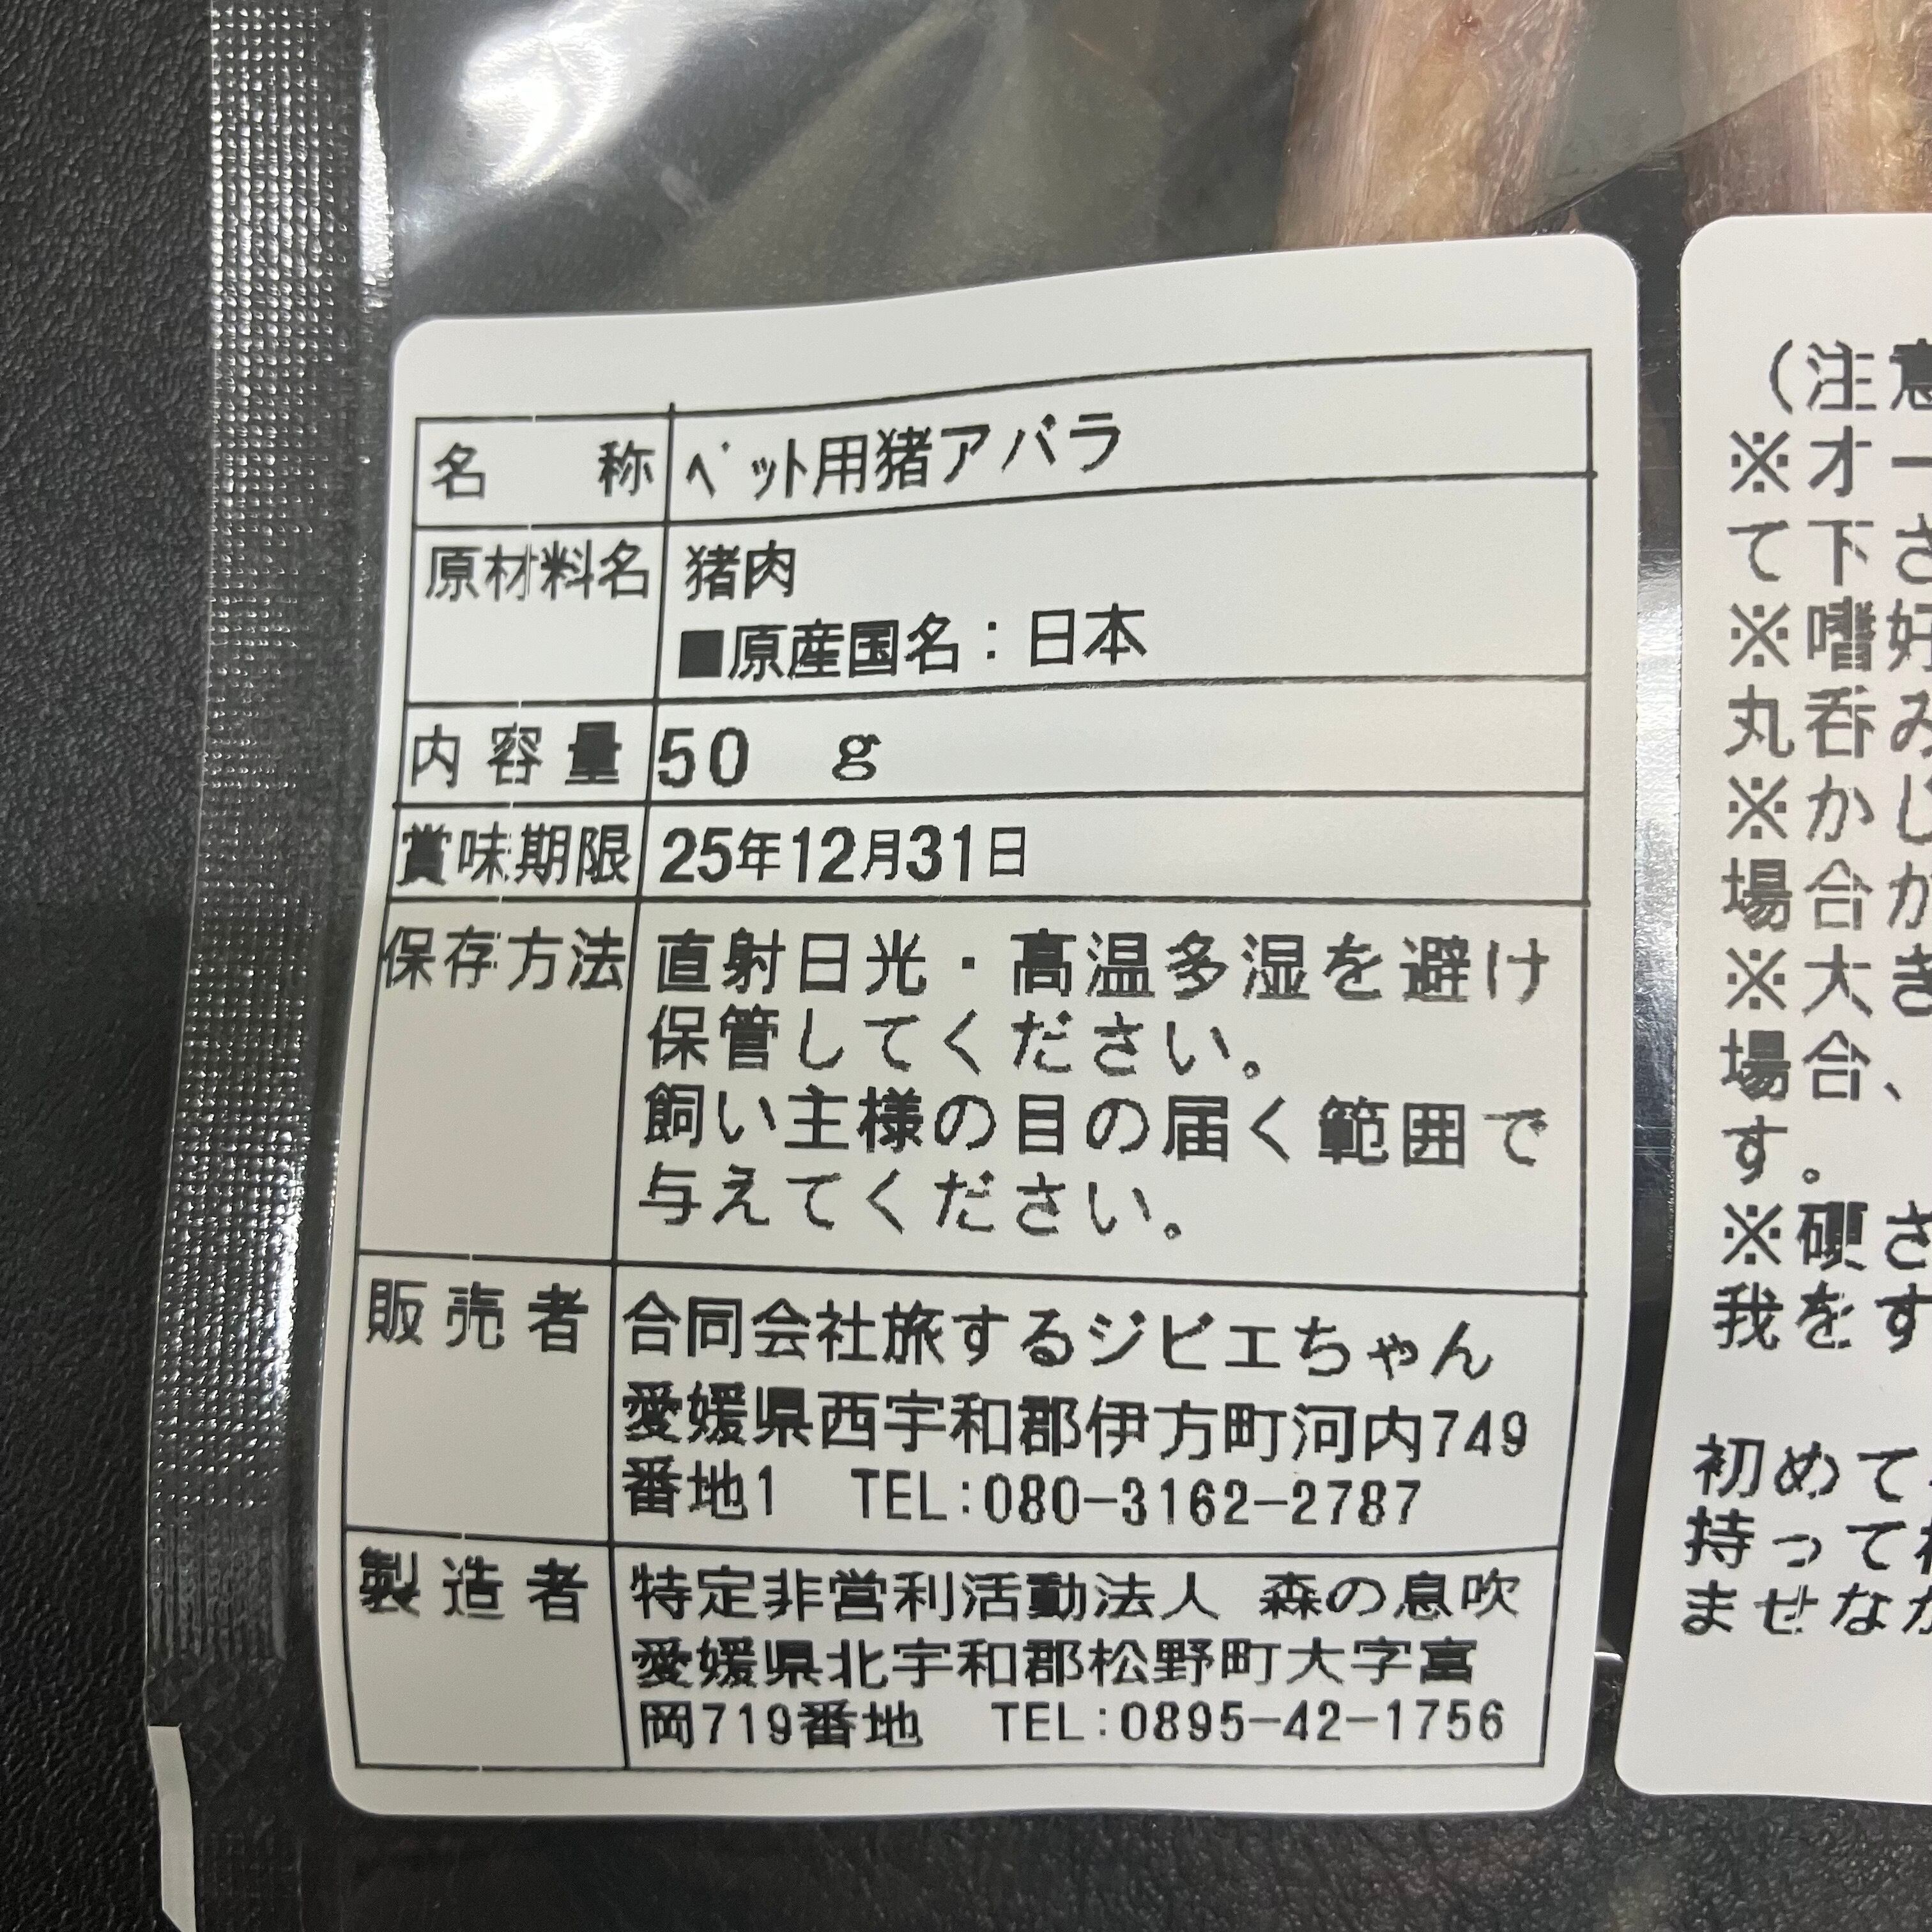 名　称 ﾍﾟｯﾄ用猪アバラ
原材料名 猪肉
■原産国名：日本
内容量 50　g
賞味期限 25年12月31日
保存方法 直射日光・高温多湿を避け
保管してください。
飼い主様の目の届く範囲で
与えてください。
販売者 合同会社旅するジビエちゃん
愛媛県西宇和郡伊方町河内749
番地1　TEL:080-3162-2787
製造者 特定非営利活動法人　森の息吹
愛媛県北宇和郡松野町大字富
岡719番地　TEL:0895-42-1756
（注意
※オー
て下さ
※嗜好
丸呑み
※かじ
場合が
※大き
場合、
す。
※硬さ
我をす
初めて
持って
ませなが